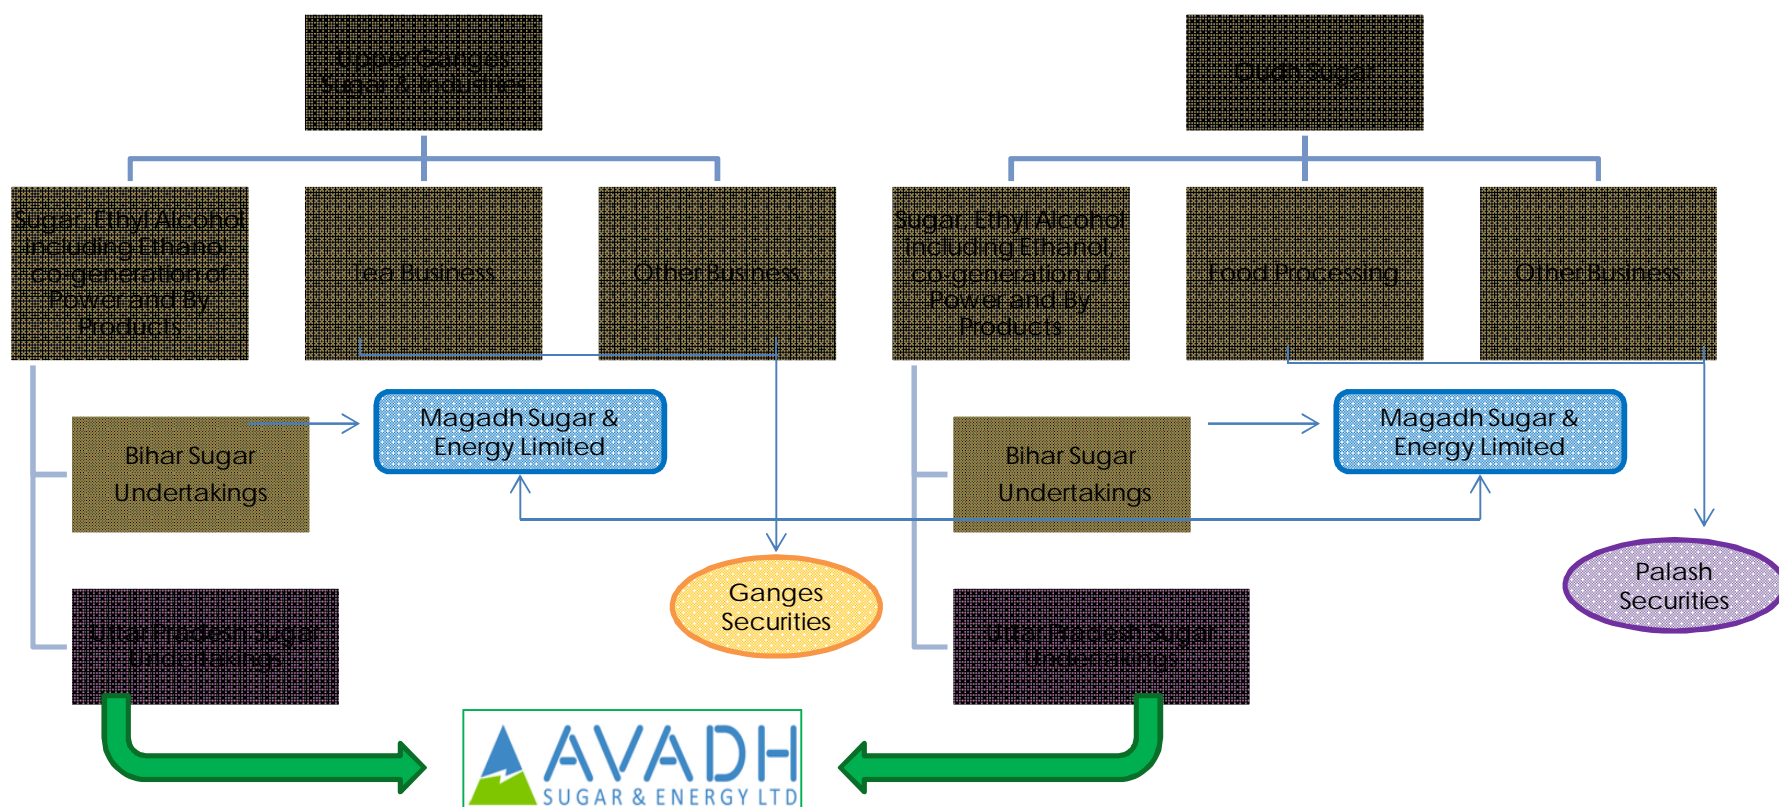 Upper Ganges
Sugar & Industries
Oudh Sugar
Sugar, Ethyl Alcohol
including Ethanol,
co-generation of
Power and By
Products
Tea Business
Other Business
Sugar, Ethyl Alcohol
including Ethanol,
co-generation of
Power and By
Products
Food Processing
Other Business
Magadh Sugar &
Energy Limited
Bihar Sugar
Undertakings
Magadh Sugar &
Energy Limited
Bihar Sugar
Undertakings
Ganges
Securities
Palash
Securities
Uttar Pradesh Sugar
Undertakings
Uttar Pradesh Sugar
Undertakings
AVADH
SUGAR & ENERGY LTD